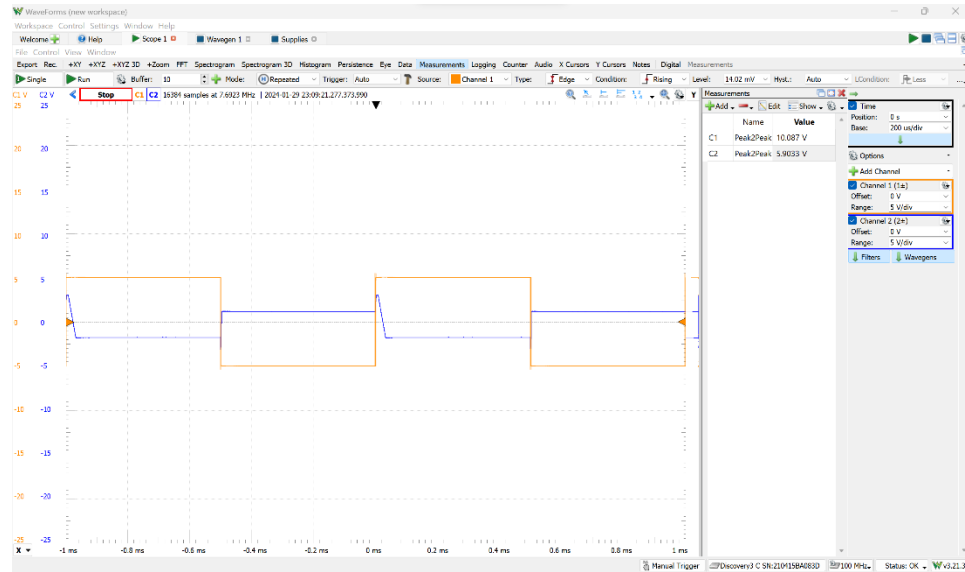 WaveForms (new workspace)
Workspace Control Settings Window Help
Welcome Help Scope 1 Wavegen 1 Supplies
File Control View Window
Export Rec. +XY +XYZ +XYZ 3D +Zoom FFT Spectrogram Spectrogram 3D Histogram Persistence Eye Data Measurements Logging Counter Audio X Cursors Y Cursors Notes Digital Measurements
Single Run Buffer: 10 Mode: Repeated Trigger: Auto Source: Channel 1 Type: Edge Condition: Rising Level: 14.02 mV Hyst.: Auto LCondition: Less
C1 V C2 V Stop C1 C2 16384 samples at 7.6923 MHz | 2024-01-29 23:09:21.277.373.990 Y
25 25
20 20
15 15
10 10
5 5
0 0
-5 -5
-10 -10
-15 -15
-20 -20
-25 -25
X -1 ms -0.8 ms -0.6 ms -0.4 ms -0.2 ms 0 ms 0.2 ms 0.4 ms 0.6 ms 0.8 ms 1 ms
Measurements
Add Edit Show
Name Value
C1 Peak2Peak 10.087 V
C2 Peak2Peak 5.9033 V
Time
Position: 0 s
Base: 200 us/div
Options
Add Channel
Channel 1 (1±)
Offset: 0 V
Range: 5 V/div
Channel 2 (2±)
Offset: 0 V
Range: 5 V/div
Filters Wavegens
Manual Trigger Discovery3 C SN:210415BA083D 100 MHz Status: OK v3.21.3